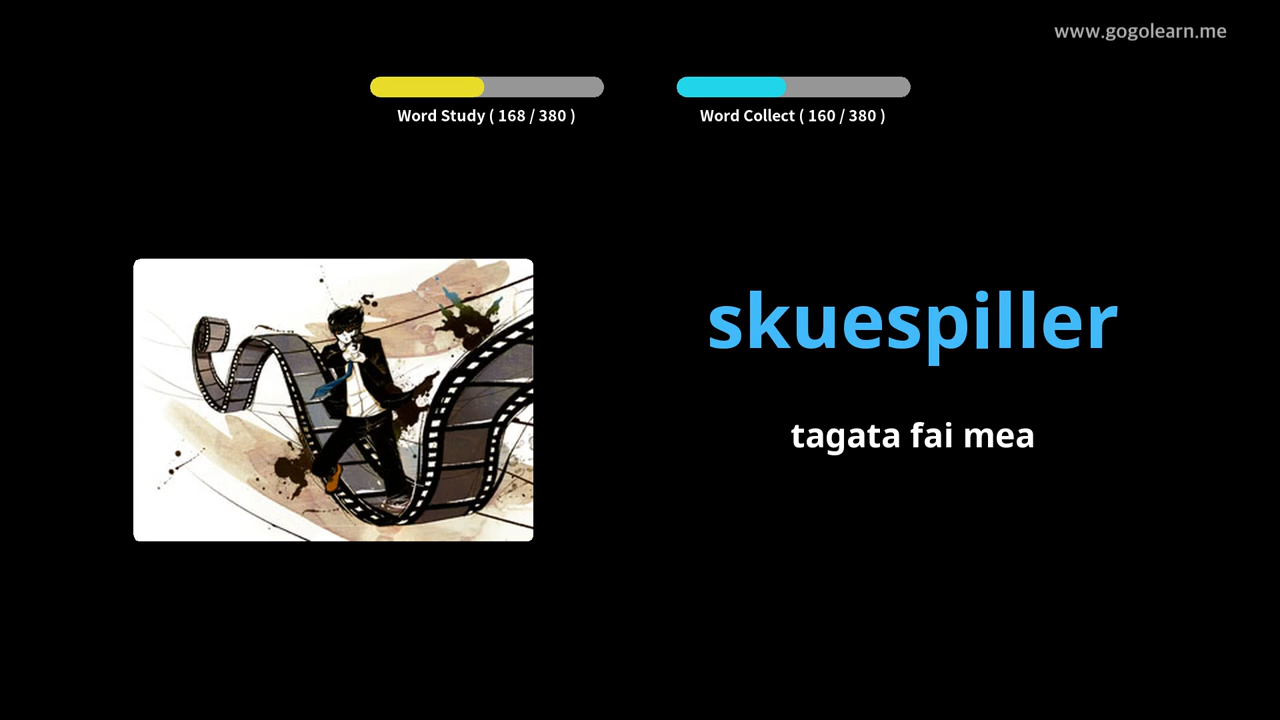 www.gogolearn.me
Word Study ( 168 / 380 )
Word Collect ( 160 / 380 )
skuespiller
tagata fai mea